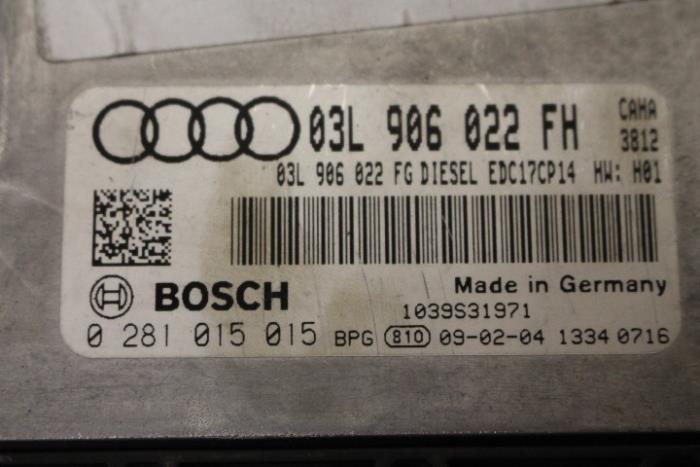 03L 906 022 FH CAHA
3812
03L 906 022 FG DIESEL EDC17CP14 HW: H01
Made in Germany
BOSCH 1039S31971
0 281 015 015 BPG 810 09-02-04 1334 0716